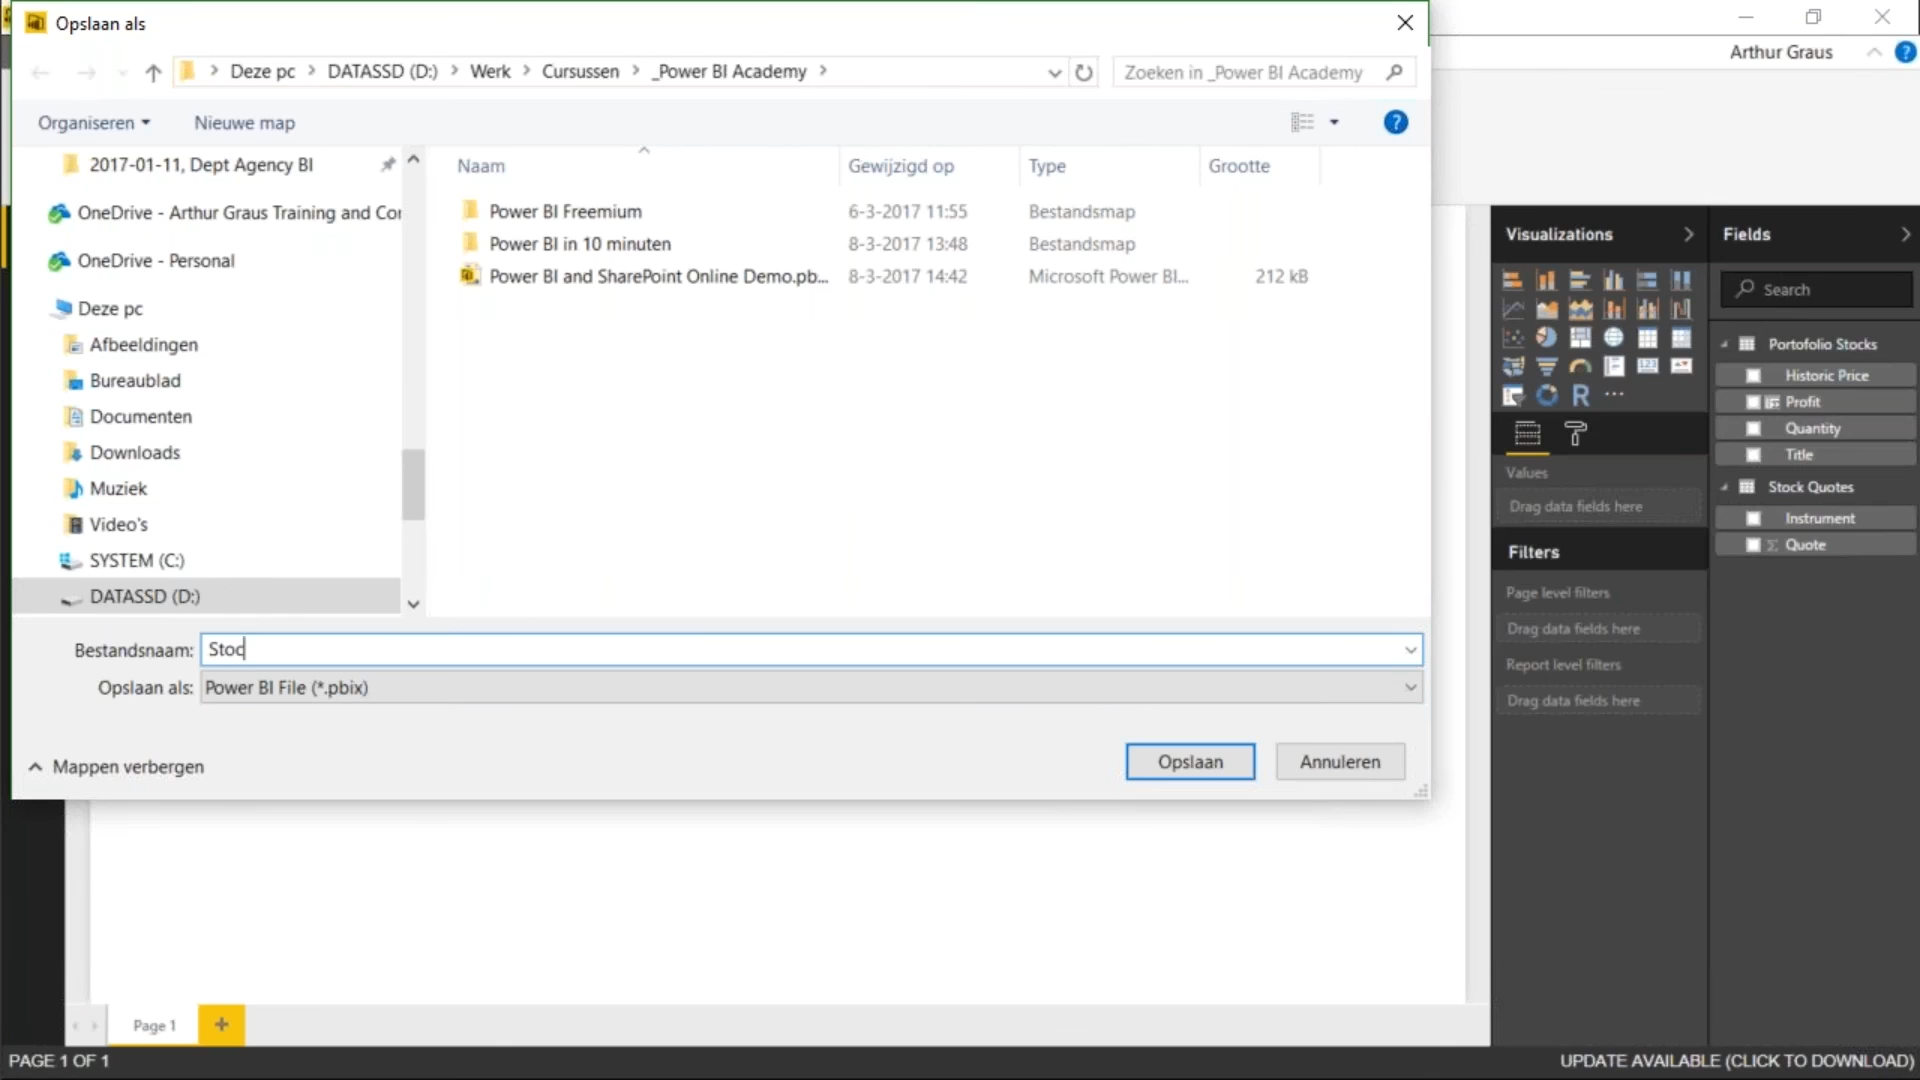 Opslaan als
Arthur Graus
Deze pc > DATASSD (D:) > Werk > Cursussen > _Power BI Academy >
Zoeken in _Power BI Academy
Organiseren
Nieuwe map
2017-01-11, Dept Agency BI
OneDrive - Arthur Graus Training and Cor
OneDrive - Personal
Deze pc
Afbeeldingen
Bureaublad
Documenten
Downloads
Muziek
Video's
SYSTEM (C:)
DATASSD (D:)
Naam Gewijzigd op Type Grootte
Power BI Freemium 6-3-2017 11:55 Bestandsmap
Power BI in 10 minuten 8-3-2017 13:48 Bestandsmap
Power BI and SharePoint Online Demo.pb... 8-3-2017 14:42 Microsoft Power BI... 212 kB
Bestandsnaam: Stoc
Opslaan als: Power BI File (*.pbix)
Mappen verbergen
Opslaan
Annuleren
Visualizations
R
Values
Drag data fields here
Filters
Page level filters
Drag data fields here
Report level filters
Drag data fields here
Fields
Search
Portofolio Stocks
Historic Price
Profit
Quantity
Title
Stock Quotes
Instrument
Σ Quote
Page 1
PAGE 1 OF 1
UPDATE AVAILABLE (CLICK TO DOWNLOAD)